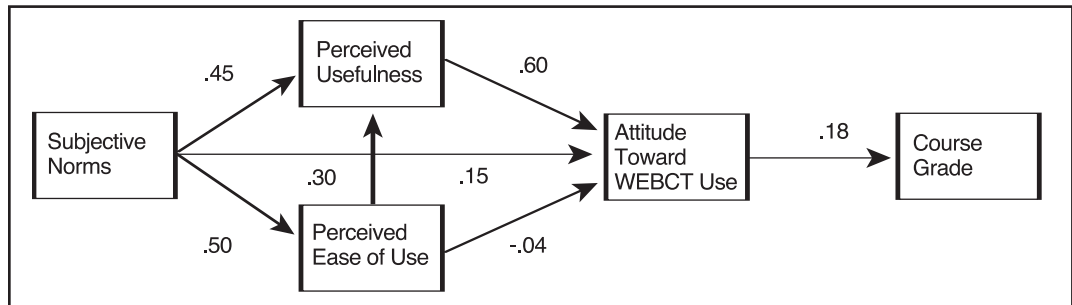 Perceived
Usefulness
.45
.60
Subjective
Norms
Attitude
Toward
WEBCT Use
.18
Course
Grade
.30
.15
.50
Perceived
Ease of Use
-.04